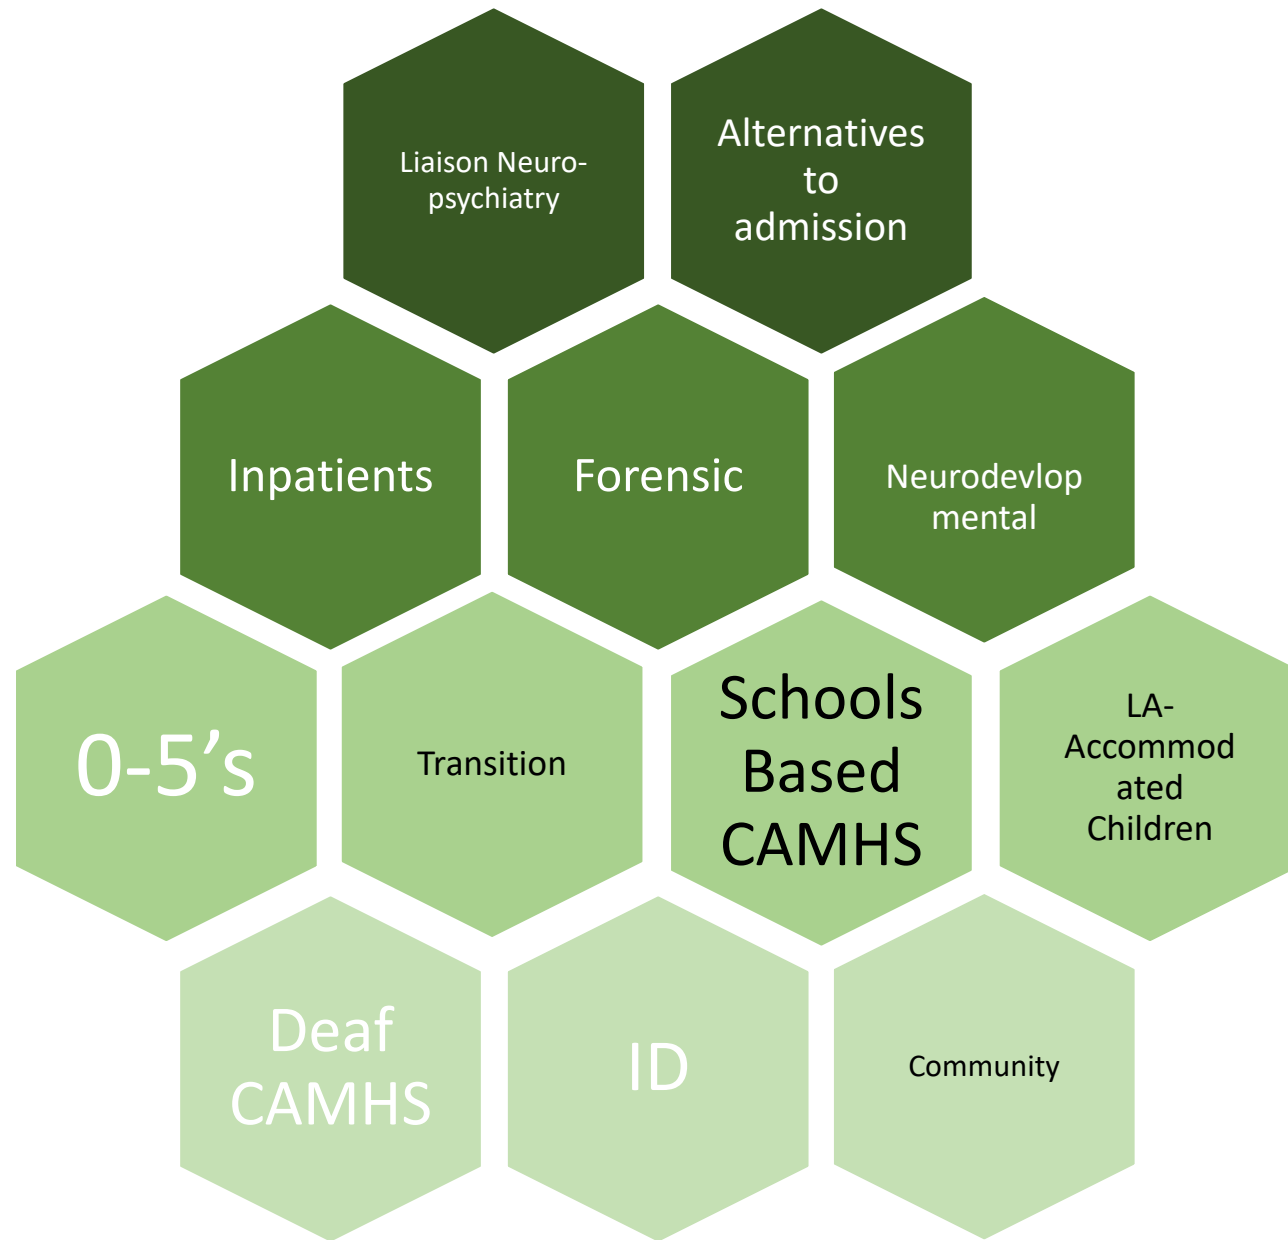 Liaison Neuro-
psychiatry
Alternatives
to
admission
Inpatients
Forensic
Neurodevlop
mental
0-5’s
Transition
Schools
Based
CAMHS
LA-
Accommod
ated
Children
Deaf
CAMHS
ID
Community